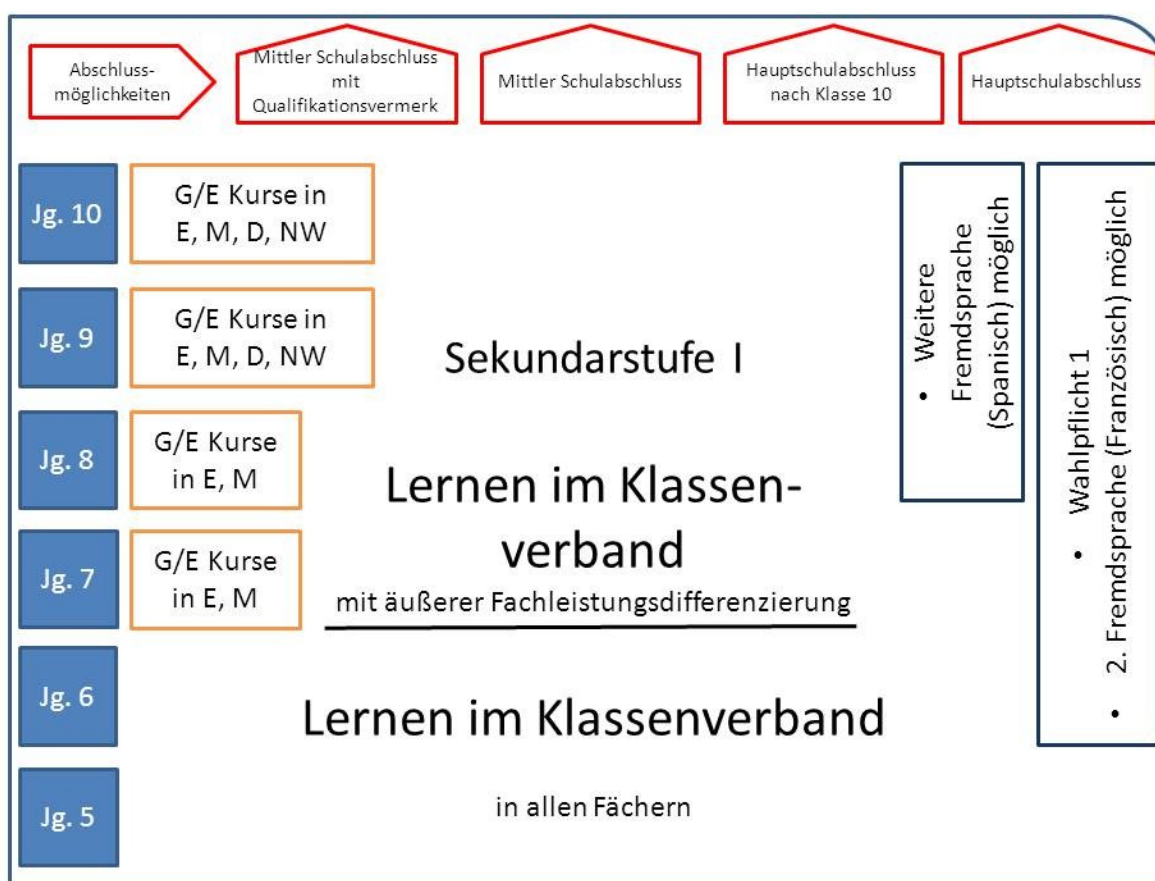 Abschluss-
möglichkeiten
Mittler Schulabschluss
mit
Qualifikationsvermerk
Mittler Schulabschluss
Hauptschulabschluss
nach Klasse 10
Hauptschulabschluss
Jg. 10
G/E Kurse in
E, M, D, NW
Jg. 9
G/E Kurse in
E, M, D, NW
Jg. 8
G/E Kurse
in E, M
Jg. 7
G/E Kurse
in E, M
Jg. 6
Jg. 5
Sekundarstufe I
Lernen im Klassen-
verband
mit äußerer Fachleistungsdifferenzierung
Lernen im Klassenverband
in allen Fächern
• Weitere
Fremdsprache
(Spanisch) möglich
• Wahlpflicht 1
• 2. Fremdsprache (Französisch) möglich